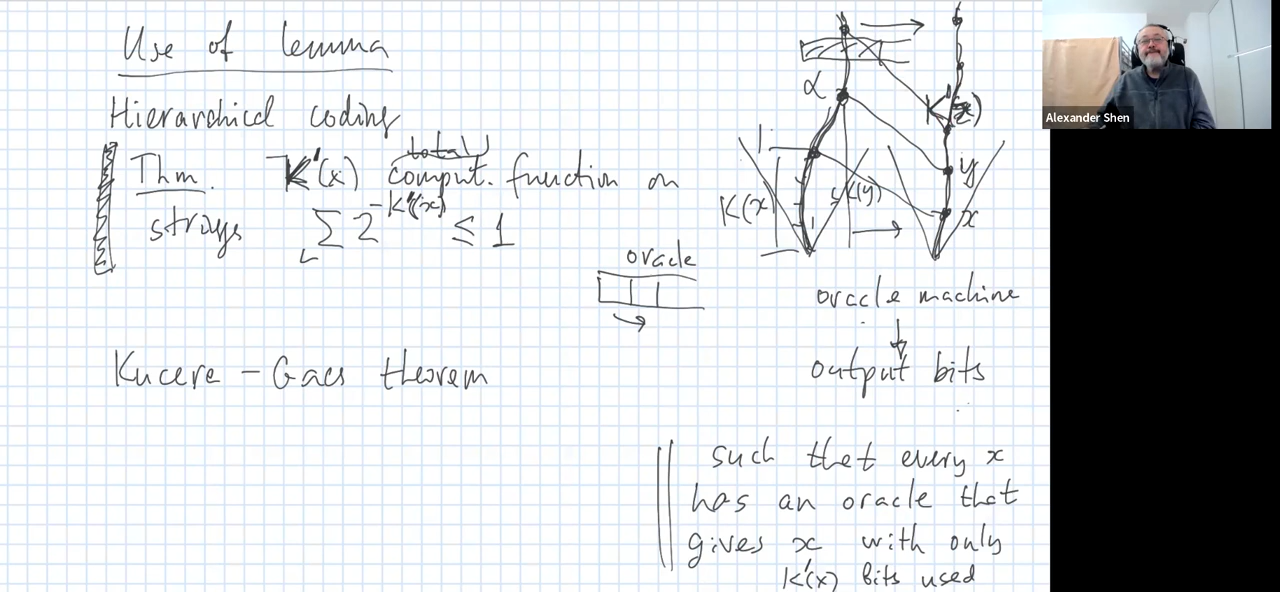 Use of lemma
Hierarchical coding
Thm. K'(x) total comput. function on
strings ∑ 2^-K'(x) ≤ 1
Kucera - Gacs theorem
oracle
α
K(x)
K(y)
y
x
oracle machine
output bits
such that every x
has an oracle that
gives x with only
K'(x) bits used
Alexander Shen